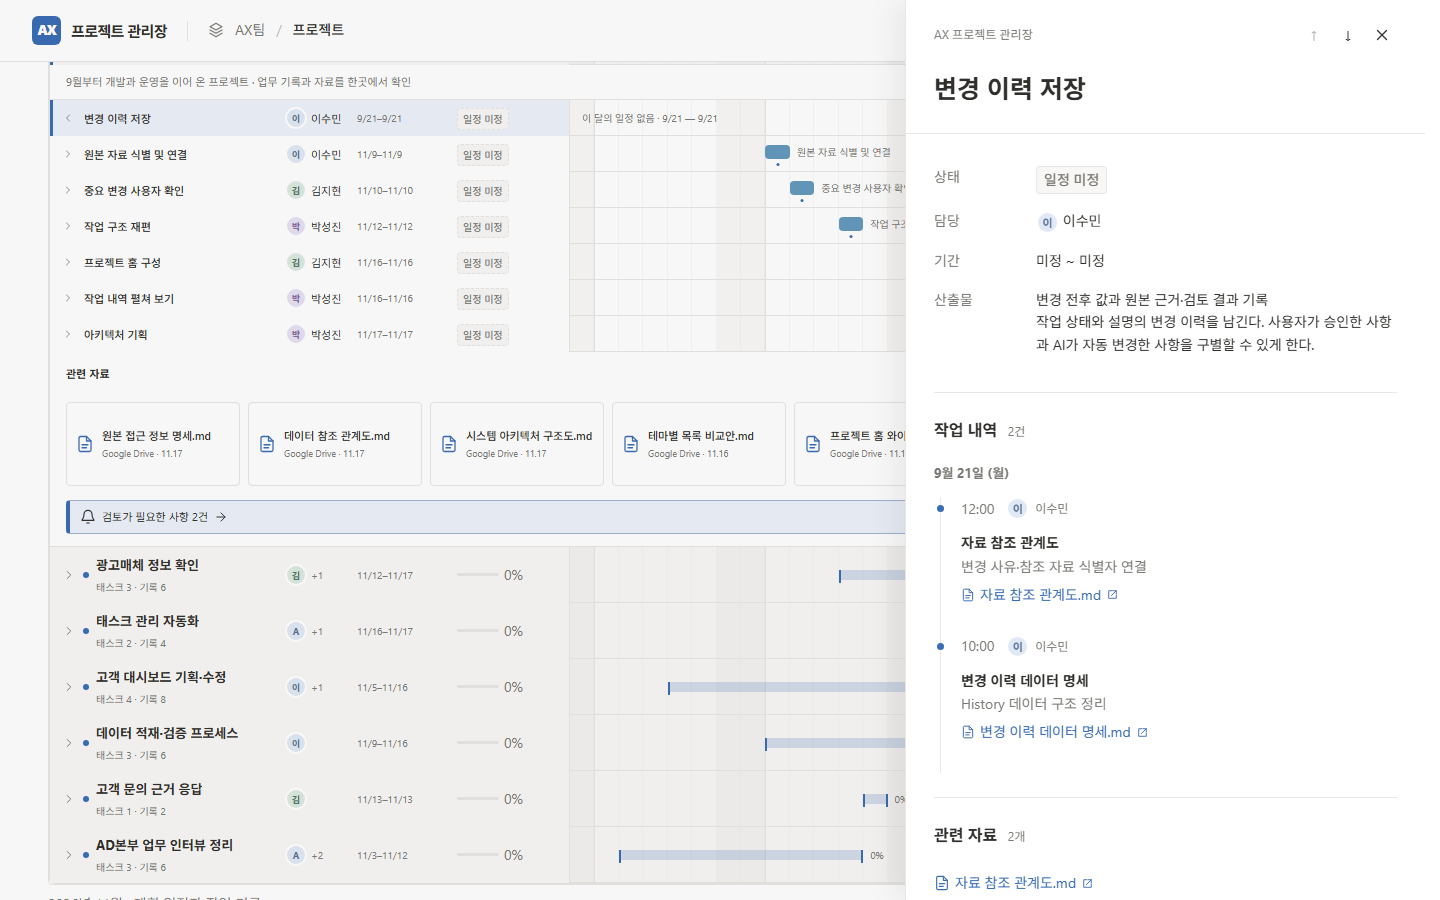 AX 프로젝트 관리장 AX팀 / 프로젝트
9월부터 개발과 운영을 이어 온 프로젝트 · 업무 기록과 자료를 한곳에서 확인
변경 이력 저장 이 이수민 9/21–9/21 일정 미정 이 달의 일정 없음 · 9/21 — 9/21
원본 자료 식별 및 연결 이 이수민 11/9–11/9 일정 미정 원본 자료 식별 및 연결
중요 변경 사용자 확인 김 김지현 11/10–11/10 일정 미정 중요 변경 사용자
작업 구조 재편 박 박성진 11/12–11/12 일정 미정 작업
프로젝트 홈 구성 김 김지현 11/16–11/16 일정 미정
작업 내역 펼쳐 보기 박 박성진 11/16–11/16 일정 미정
아키텍처 기획 박 박성진 11/17–11/17 일정 미정
관련 자료
원본 접근 정보 명세.md
Google Drive · 11.17
데이터 참조 관계도.md
Google Drive · 11.17
시스템 아키텍처 구조도.md
Google Drive · 11.17
테마별 목록 비교안.md
Google Drive · 11.16
프로젝트 홈 와이
Google Drive · 11.1
검토가 필요한 사항 2건 →
광고매체 정보 확인
태스크 3 · 기록 6
김 +1 11/12–11/17 0%
태스크 관리 자동화
태스크 2 · 기록 4
A +1 11/16–11/17 0%
고객 대시보드 기획·수정
태스크 4 · 기록 8
이 +1 11/5–11/16 0%
데이터 적재·검증 프로세스
태스크 3 · 기록 6
이 11/9–11/16 0%
고객 문의 근거 응답
태스크 1 · 기록 2
김 11/13–11/13 0% 0%
AD본부 업무 인터뷰 정리
태스크 3 · 기록 6
A +2 11/3–11/12 0% 0%
AX 프로젝트 관리장 ↑ ↓
변경 이력 저장
상태 일정 미정
담당 이 이수민
기간 미정 ~ 미정
산출물 변경 전후 값과 원본 근거·검토 결과 기록
작업 상태와 설명의 변경 이력을 남긴다. 사용자가 승인한 사항
과 AI가 자동 변경한 사항을 구별할 수 있게 한다.
작업 내역 2건
9월 21일 (월)
12:00 이 이수민
자료 참조 관계도
변경 사유·참조 자료 식별자 연결
자료 참조 관계도.md
10:00 이 이수민
변경 이력 데이터 명세
History 데이터 구조 정리
변경 이력 데이터 명세.md
관련 자료 2개
자료 참조 관계도.md